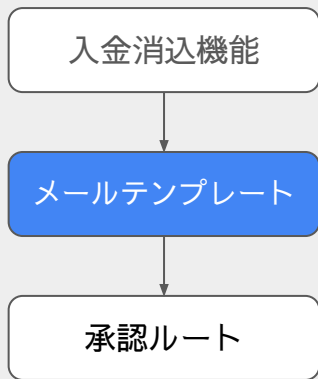 入金消込機能
メールテンプレート
承認ルート